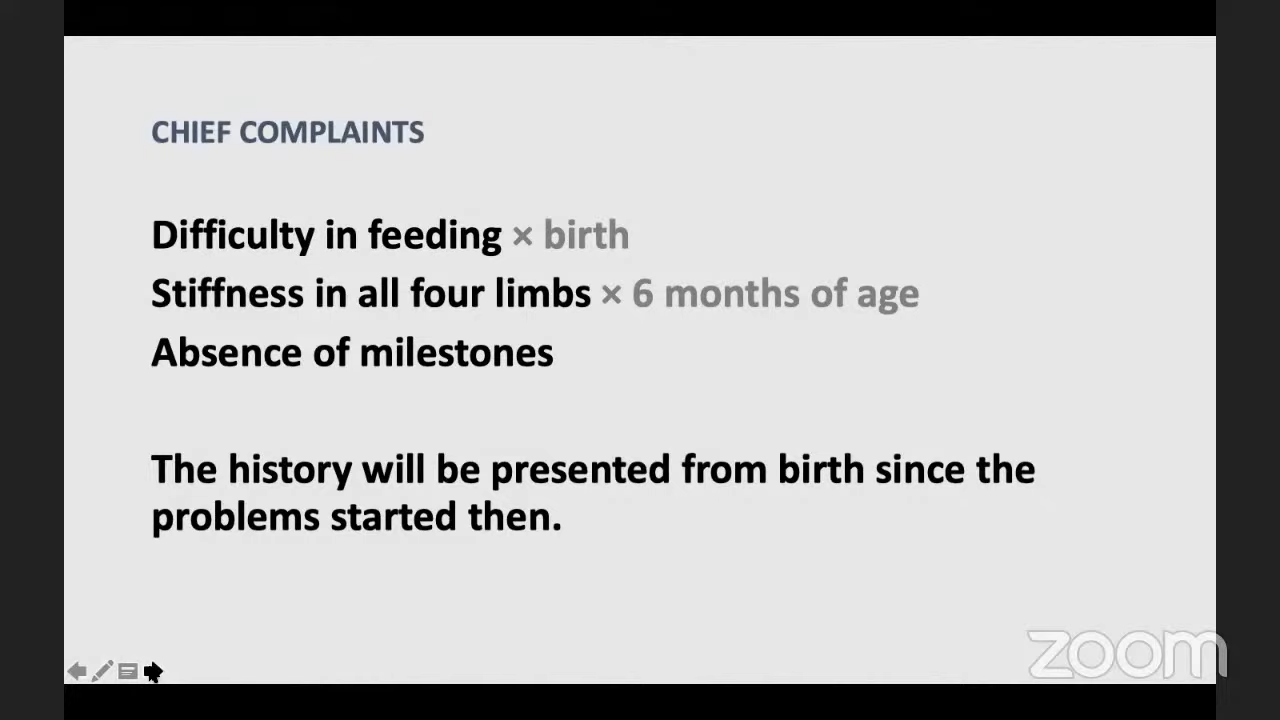 CHIEF COMPLAINTS
Difficulty in feeding × birth
Stiffness in all four limbs × 6 months of age
Absence of milestones
The history will be presented from birth since the
problems started then.
zoom